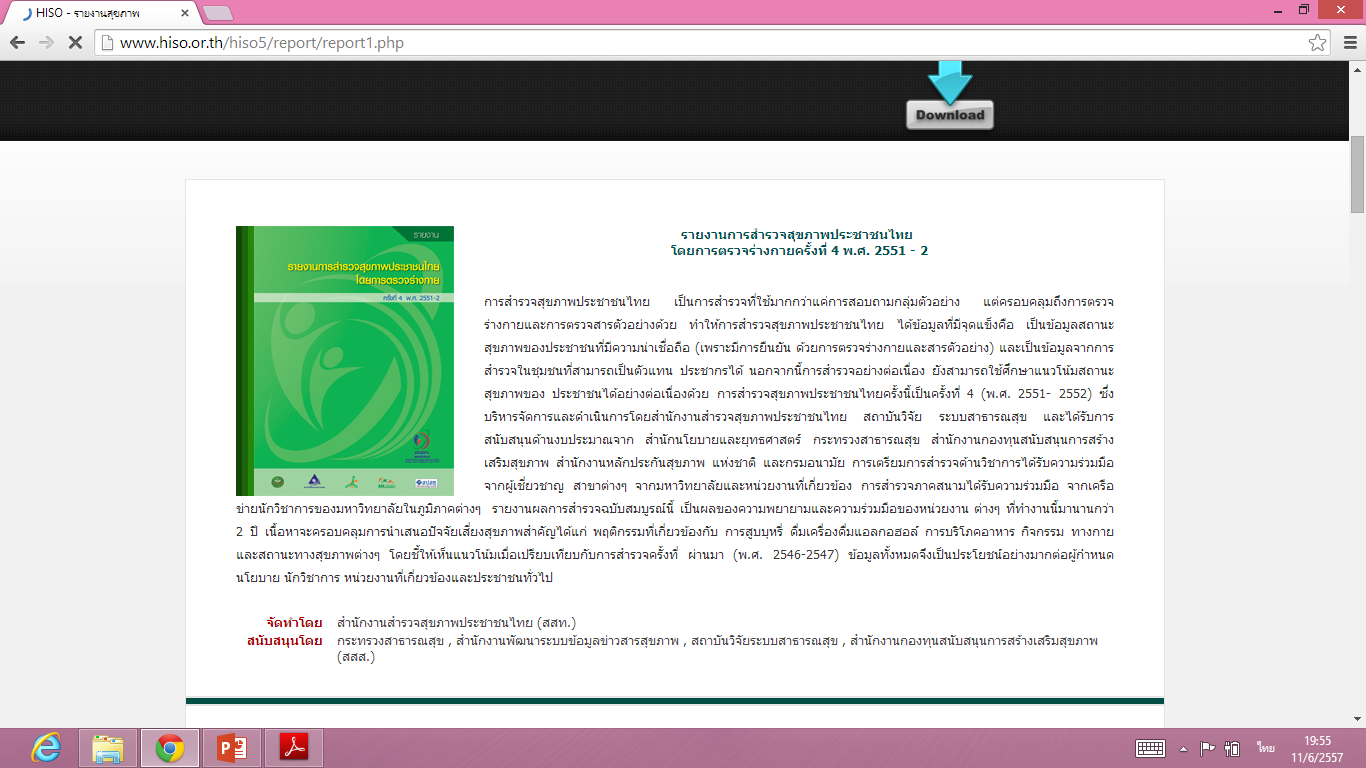 HISO - รายงานสุขภาพ
www.hiso.or.th/hiso5/report/report1.php
Download
รายงาน
รายงานการสำรวจสุขภาพประชาชนไทย
โดยการตรวจร่างกาย
ครั้งที่ 4 พ.ศ. 2551-2
รายงานการสำรวจสุขภาพประชาชนไทย
โดยการตรวจร่างกายครั้งที่ 4 พ.ศ. 2551 - 2
การสำรวจสุขภาพประชาชนไทย เป็นการสำรวจที่ใช้มากกว่าแค่การสอบถามกลุ่มตัวอย่าง แต่ครอบคลุมถึงการตรวจ
ร่างกายและการตรวจสารตัวอย่างด้วย ทำให้การสำรวจสุขภาพประชาชนไทย ได้ข้อมูลที่มีจุดแข็งคือ เป็นข้อมูลสถานะ
สุขภาพของประชาชนที่มีความน่าเชื่อถือ (เพราะมีการยืนยัน ด้วยการตรวจร่างกายและสารตัวอย่าง) และเป็นข้อมูลจากการ
สำรวจในชุมชนที่สามารถเป็นตัวแทน ประชากรได้ นอกจากนี้การสำรวจอย่างต่อเนื่อง ยังสามารถใช้ศึกษาแนวโน้มสถานะ
สุขภาพของ ประชาชนได้อย่างต่อเนื่องด้วย การสำรวจสุขภาพประชาชนไทยครั้งนี้เป็นครั้งที่ 4 (พ.ศ. 2551- 2552) ซึ่ง
บริหารจัดการและดำเนินการโดยสำนักงานสำรวจสุขภาพประชาชนไทย สถาบันวิจัย ระบบสาธารณสุข และได้รับการ
สนับสนุนด้านงบประมาณจาก สำนักนโยบายและยุทธศาสตร์ กระทรวงสาธารณสุข สำนักงานกองทุนสนับสนุนการสร้าง
เสริมสุขภาพ สำนักงานหลักประกันสุขภาพ แห่งชาติ และกรมอนามัย การเตรียมการสำรวจด้านวิชาการได้รับความร่วมมือ
จากผู้เชี่ยวชาญ สาขาต่างๆ จากมหาวิทยาลัยและหน่วยงานที่เกี่ยวข้อง การสำรวจภาคสนามได้รับความร่วมมือ จากเครือ
ข่ายนักวิชาการของมหาวิทยาลัยในภูมิภาคต่างๆ รายงานผลการสำรวจฉบับสมบูรณ์นี้ เป็นผลของความพยายามและความร่วมมือของหน่วยงาน ต่างๆ ที่ทำงานนี้มานานกว่า
2 ปี เนื้อหาจะครอบคลุมการนำเสนอปัจจัยเสี่ยงสุขภาพสำคัญได้แก่ พฤติกรรมที่เกี่ยวข้องกับ การสูบบุหรี่ ดื่มเครื่องดื่มแอลกอฮอล์ การบริโภคอาหาร กิจกรรม ทางกาย
และสถานะทางสุขภาพต่างๆ โดยชี้ให้เห็นแนวโน้มเมื่อเปรียบเทียบกับการสำรวจครั้งที่ ผ่านมา (พ.ศ. 2546-2547) ข้อมูลทั้งหมดจึงเป็นประโยชน์อย่างมากต่อผู้กำหนด
นโยบาย นักวิชาการ หน่วยงานที่เกี่ยวข้องและประชาชนทั่วไป
จัดทำโดย สำนักงานสำรวจสุขภาพประชาชนไทย (สสท.)
สนับสนุนโดย กระทรวงสาธารณสุข , สำนักงานพัฒนาระบบข้อมูลข่าวสารสุขภาพ , สถาบันวิจัยระบบสาธารณสุข , สำนักงานกองทุนสนับสนุนการสร้างเสริมสุขภาพ
(สสส.)
ไทย
19:55
11/6/2557